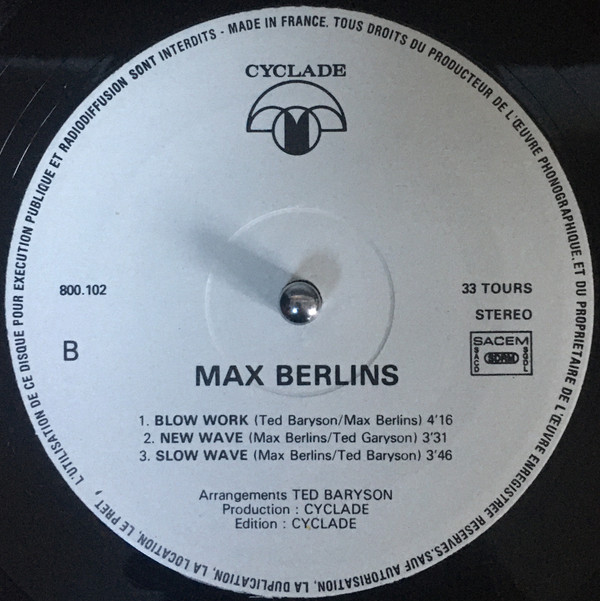 L'UTILISATION DE CE DISQUE POUR EXECUTION PUBLIQUE ET RADIODIFFUSION SONT INTERDITS - MADE IN FRANCE. TOUS DROITS DU PRODUCTEUR DE L'ŒUVRE PHONOGRAPHIQUE. ET DU PROPRIETAIRE DE L'ŒUVRE ENREGISTREE RESERVES.SAUF AUTORISATION, LA DUPLICATION, LA LOCATION, LE PRET,
CYCLADE
800.102
33 TOURS
STEREO
B
SACEM
SACD
SDRM
SGDL
MAX BERLINS
1. BLOW WORK (Ted Baryson/Max Berlins) 4'16
2. NEW WAVE (Max Berlins/Ted Garyson) 3'31
3. SLOW WAVE (Max Berlins/Ted Baryson) 3'46
Arrangements TED BARYSON
Production : CYCLADE
Edition : CYCLADE